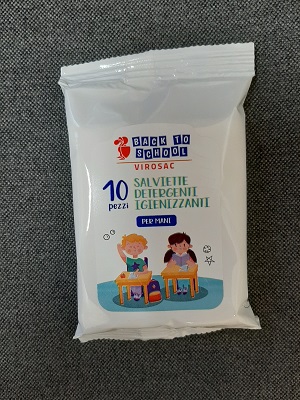 BACK TO
SCHOOL
VIROSAC
10
pezzi
SALVIETTE
DETERGENTI
IGIENIZZANTI
PER MANI